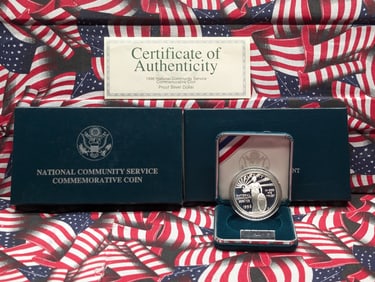 Certificate of
Authenticity
1996 National Community Service
Commemorative Coin
Proof Silver Dollar
NATIONAL COMMUNITY SERVICE
COMMEMORATIVE COIN